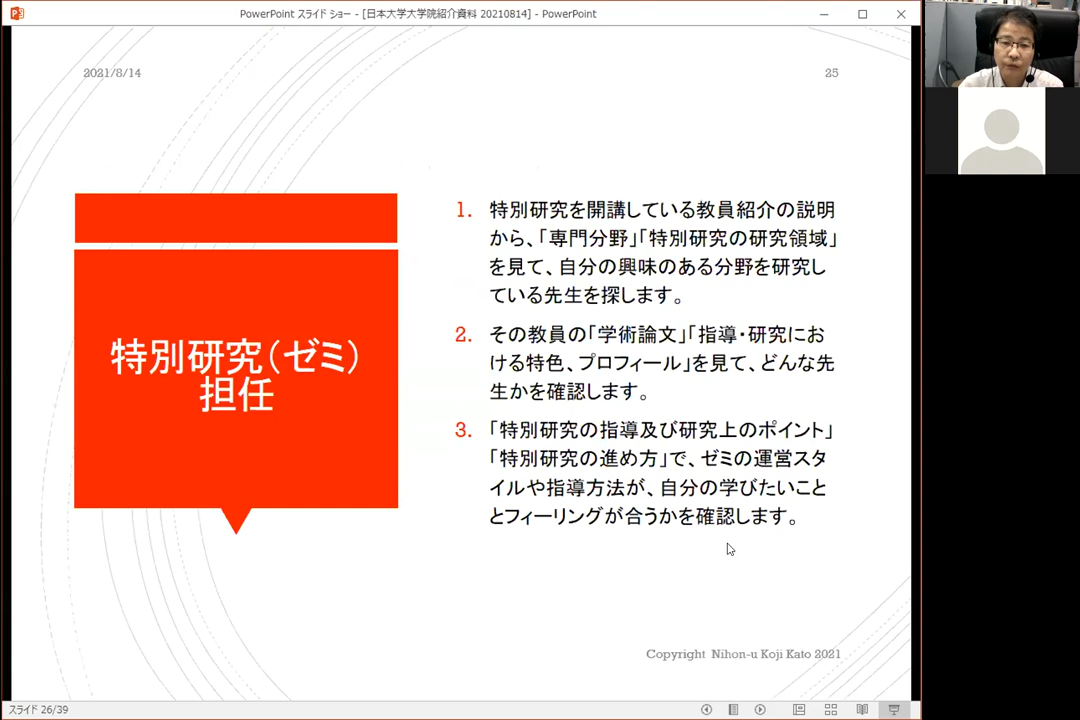 PowerPoint スライド ショー - [日本大学大学院紹介資料 20210814] - PowerPoint
2021/8/14
25
特別研究（ゼミ）
担任
1. 特別研究を開講している教員紹介の説明
から、「専門分野」「特別研究の研究領域」
を見て、自分の興味のある分野を研究し
ている先生を探します。
2. その教員の「学術論文」「指導・研究にお
ける特色、プロフィール」を見て、どんな先
生かを確認します。
3. 「特別研究の指導及び研究上のポイント」
「特別研究の進め方」で、ゼミの運営スタ
イルや指導方法が、自分の学びたいこと
とフィーリングが合うかを確認します。
Copyright Nihon-u Koji Kato 2021
スライド 26/39